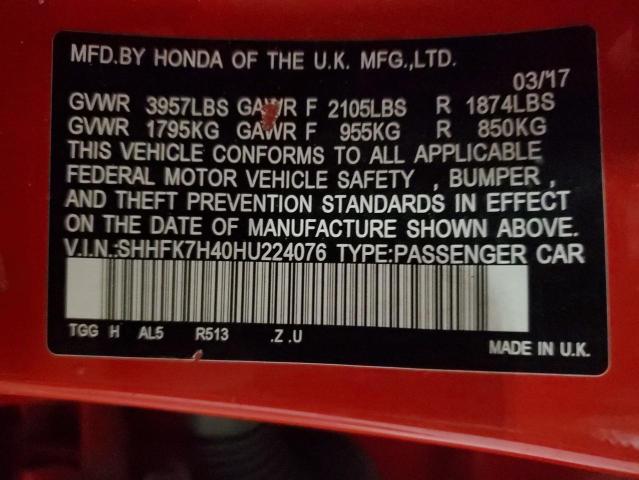 MFD.BY HONDA OF THE U.K. MFG.,LTD.
03/17
GVWR 3957LBS GAWR F 2105LBS R 1874LBS
GVWR 1795KG GAWR F 955KG R 850KG
THIS VEHICLE CONFORMS TO ALL APPLICABLE
FEDERAL MOTOR VEHICLE SAFETY , BUMPER ,
AND THEFT PREVENTION STANDARDS IN EFFECT
ON THE DATE OF MANUFACTURE SHOWN ABOVE.
V.I.N.:SHHFK7H40HU224076 TYPE:PASSENGER CAR
TGG H AL5 R513 .Z .U
MADE IN U.K.